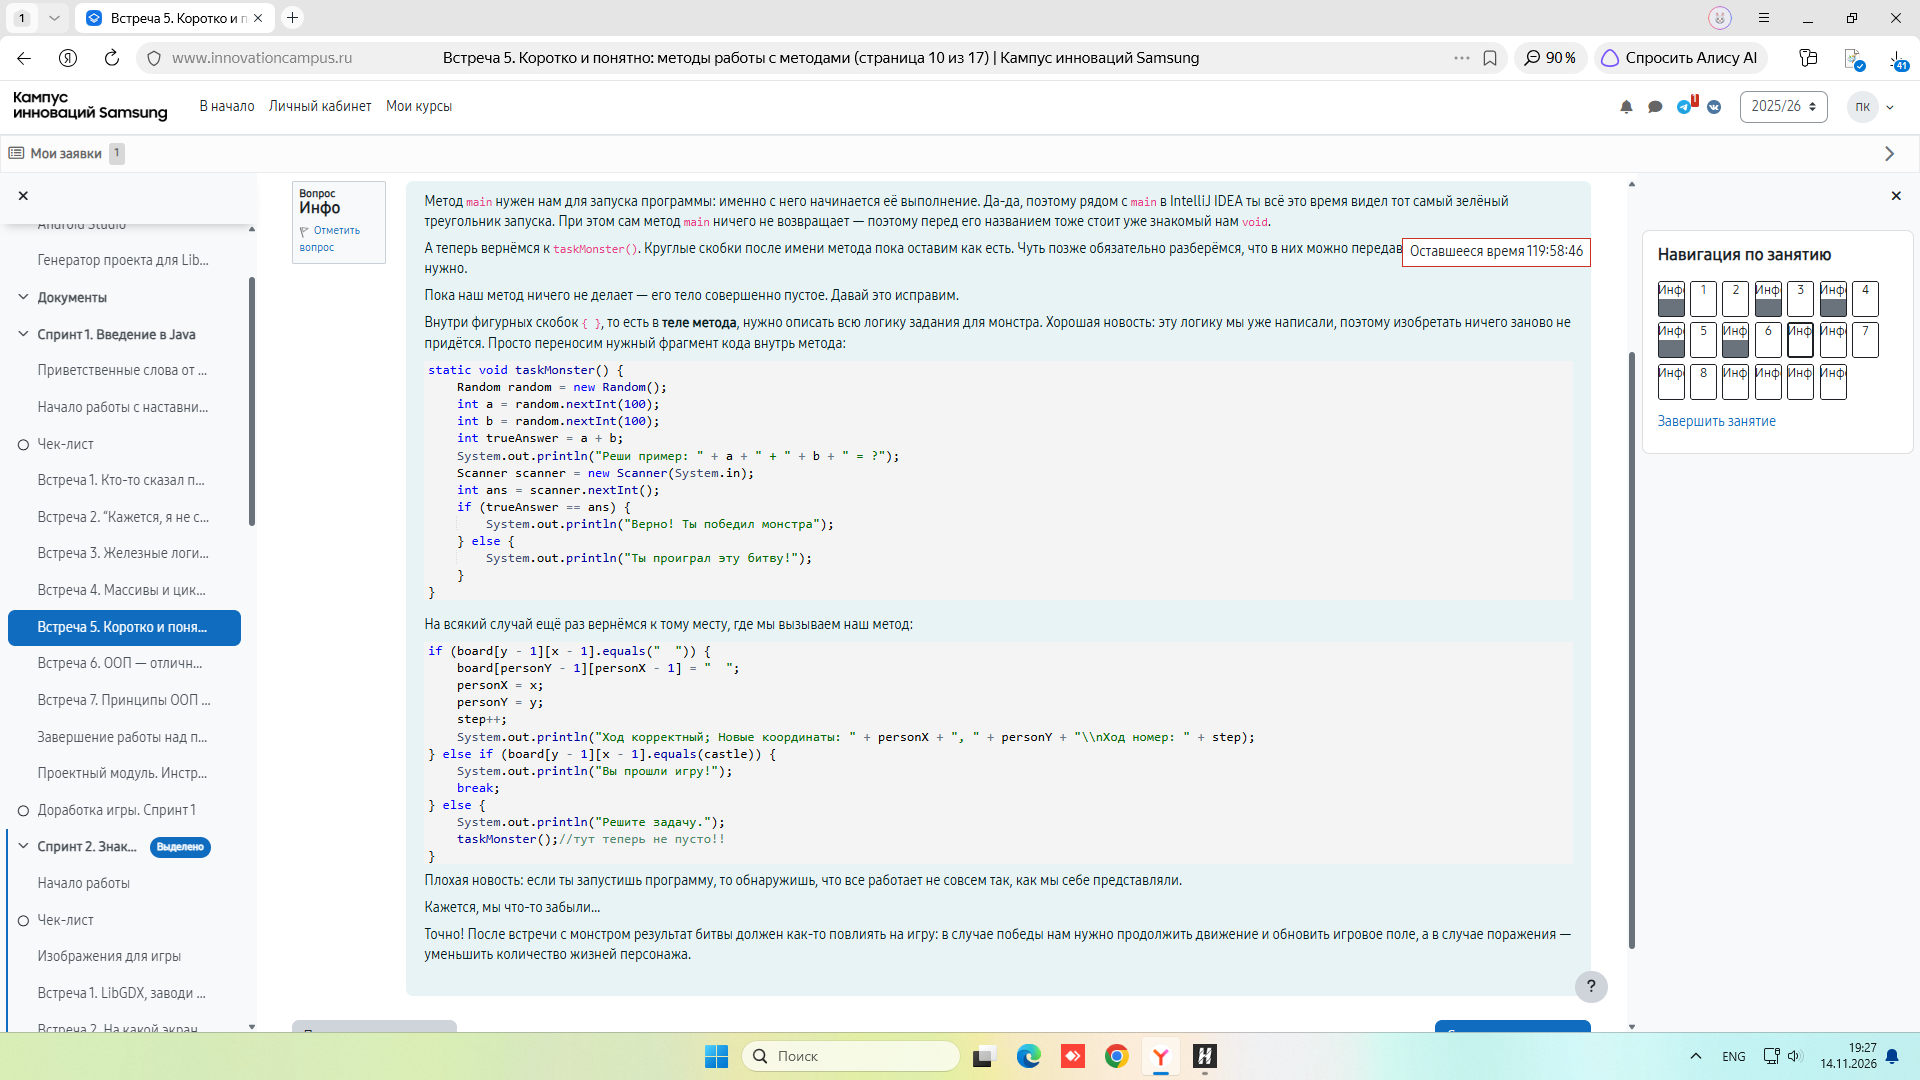 1
Встреча 5. Коротко и п
www.innovationcampus.ru
Встреча 5. Коротко и понятно: методы работы с методами (страница 10 из 17) | Кампус инноваций Samsung
90 %
Спросить Алису AI
41
Кампус
инноваций Samsung
В начало
Личный кабинет
Мои курсы
1
2025/26
ПК
Мои заявки
1
Android Studio
Генератор проекта для Lib...
Документы
Спринт 1. Введение в Java
Приветственные слова от ...
Начало работы с наставни...
Чек-лист
Встреча 1. Кто-то сказал п...
Встреча 2. “Кажется, я не с...
Встреча 3. Железные логи...
Встреча 4. Массивы и цик...
Встреча 5. Коротко и поня...
Встреча 6. ООП — отличн...
Встреча 7. Принципы ООП ...
Завершение работы над п...
Проектный модуль. Инстр...
Доработка игры. Спринт 1
Спринт 2. Знак...
Выделено
Начало работы
Чек-лист
Изображения для игры
Встреча 1. LibGDX, заводи ...
Встреча 2. На какой экран
Вопрос
Инфо
Отметить
вопрос
Метод main нужен нам для запуска программы: именно с него начинается её выполнение. Да-да, поэтому рядом с main в IntelliJ IDEA ты всё это время видел тот самый зелёный
треугольник запуска. При этом сам метод main ничего не возвращает — поэтому перед его названием тоже стоит уже знакомый нам void.
А теперь вернёмся к taskMonster(). Круглые скобки после имени метода пока оставим как есть. Чуть позже обязательно разберёмся, что в них можно передав
Оставшееся время 119:58:46
нужно.
Пока наш метод ничего не делает — его тело совершенно пустое. Давай это исправим.
Внутри фигурных скобок { }, то есть в теле метода, нужно описать всю логику задания для монстра. Хорошая новость: эту логику мы уже написали, поэтому изобретать ничего заново не
придётся. Просто переносим нужный фрагмент кода внутрь метода:
static void taskMonster() {
    Random random = new Random();
    int a = random.nextInt(100);
    int b = random.nextInt(100);
    int trueAnswer = a + b;
    System.out.println("Реши пример: " + a + " + " + b + " = ?");
    Scanner scanner = new Scanner(System.in);
    int ans = scanner.nextInt();
    if (trueAnswer == ans) {
        System.out.println("Верно! Ты победил монстра");
    } else {
        System.out.println("Ты проиграл эту битву!");
    }
}
На всякий случай ещё раз вернёмся к тому месту, где мы вызываем наш метод:
if (board[y - 1][x - 1].equals("  ")) {
    board[personY - 1][personX - 1] = "  ";
    personX = x;
    personY = y;
    step++;
    System.out.println("Ход корректный; Новые координаты: " + personX + ", " + personY + "\\nХод номер: " + step);
} else if (board[y - 1][x - 1].equals(castle)) {
    System.out.println("Вы прошли игру!");
    break;
} else {
    System.out.println("Решите задачу.");
    taskMonster();//тут теперь не пусто!!
}
Плохая новость: если ты запустишь программу, то обнаружишь, что все работает не совсем так, как мы себе представляли.
Кажется, мы что-то забыли...
Точно! После встречи с монстром результат битвы должен как-то повлиять на игру: в случае победы нам нужно продолжить движение и обновить игровое поле, а в случае поражения —
уменьшить количество жизней персонажа.
?
Навигация по занятию
Инф 1 2 Инф 3 Инф 4
Инф 5 Инф 6 Инф Инф 7
Инф 8 Инф Инф Инф Инф
Завершить занятие
Поиск
ENG
19:27
14.11.2026